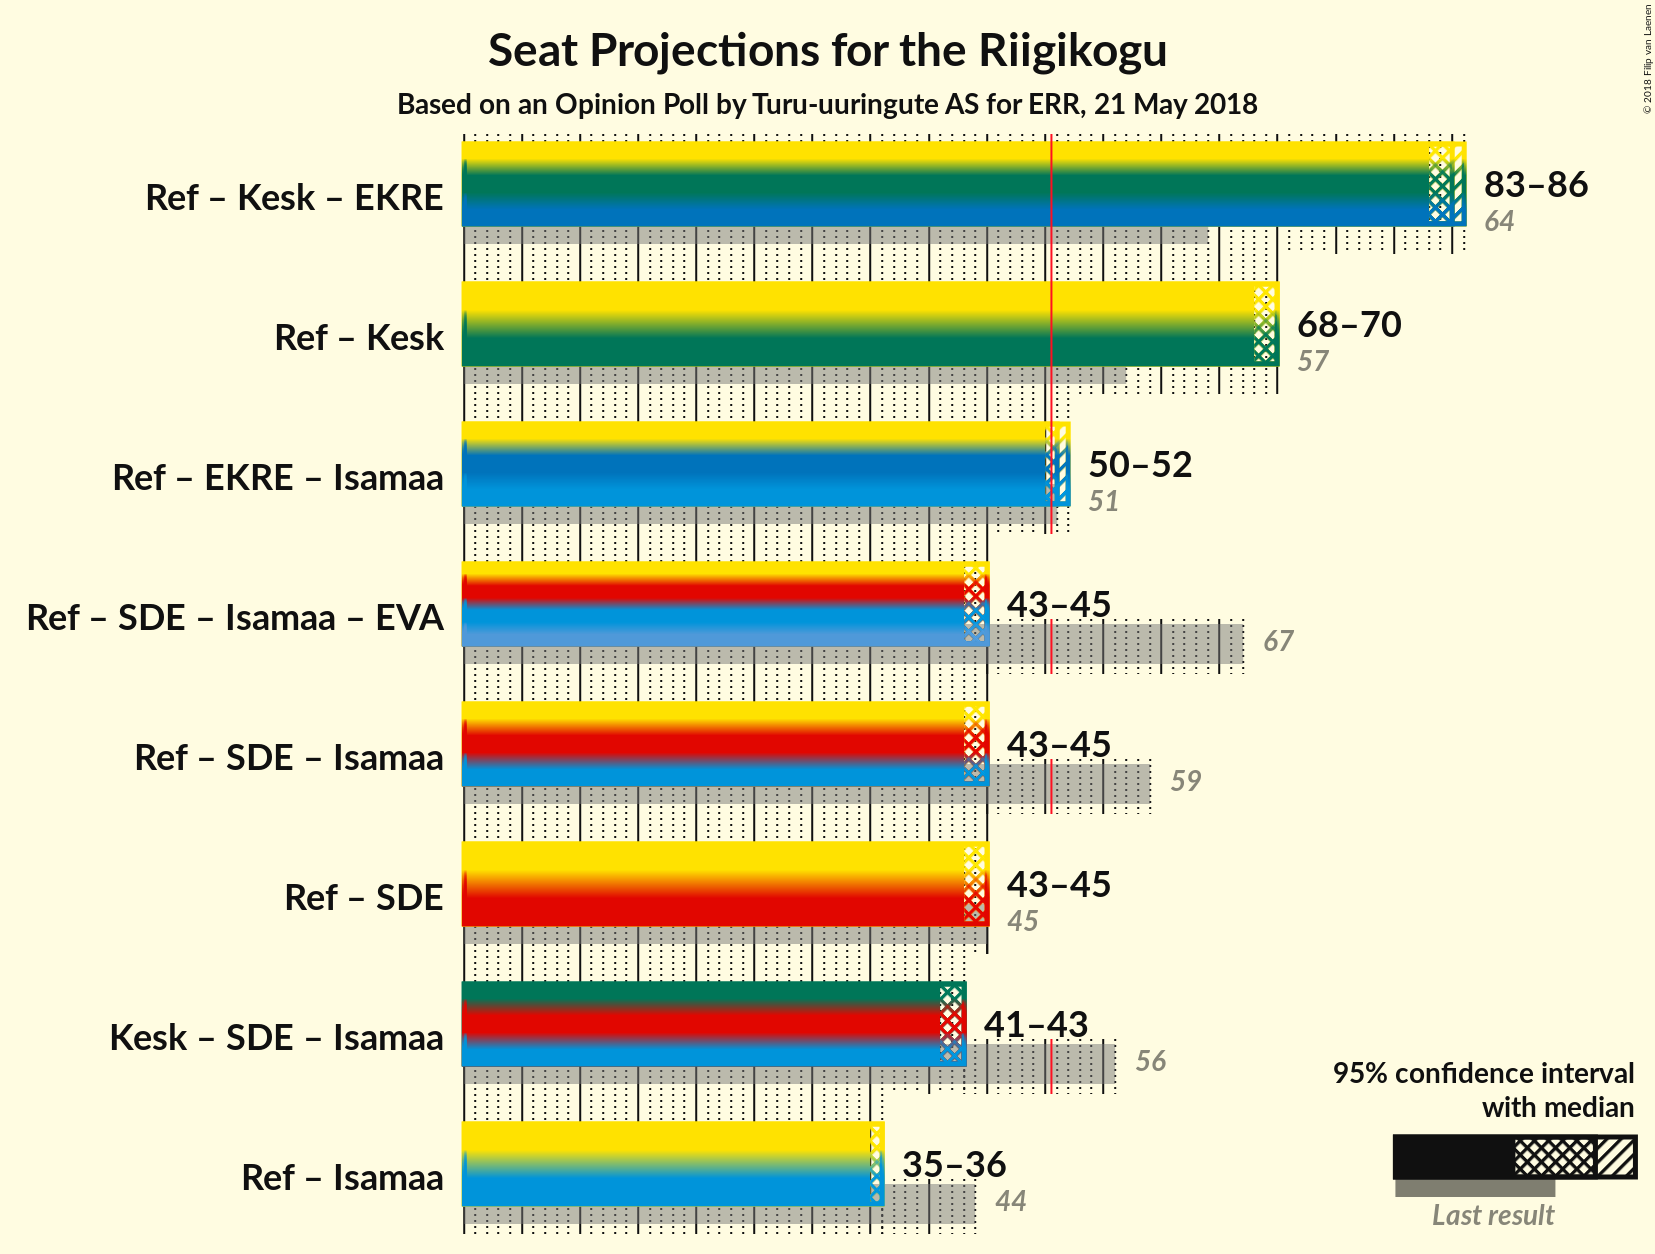 Seat Projections for the Riigikogu
Based on an Opinion Poll by Turu-uuringute AS for ERR, 21 May 2018
© 2018 Filip van Laenen
Ref – Kesk – EKRE
83–86
64
Ref – Kesk
68–70
57
Ref – EKRE – Isamaa
50–52
51
Ref – SDE – Isamaa – EVA
43–45
67
Ref – SDE – Isamaa
43–45
59
Ref – SDE
43–45
45
Kesk – SDE – Isamaa
41–43
56
Ref – Isamaa
35–36
44
95% confidence interval
with median
Last result